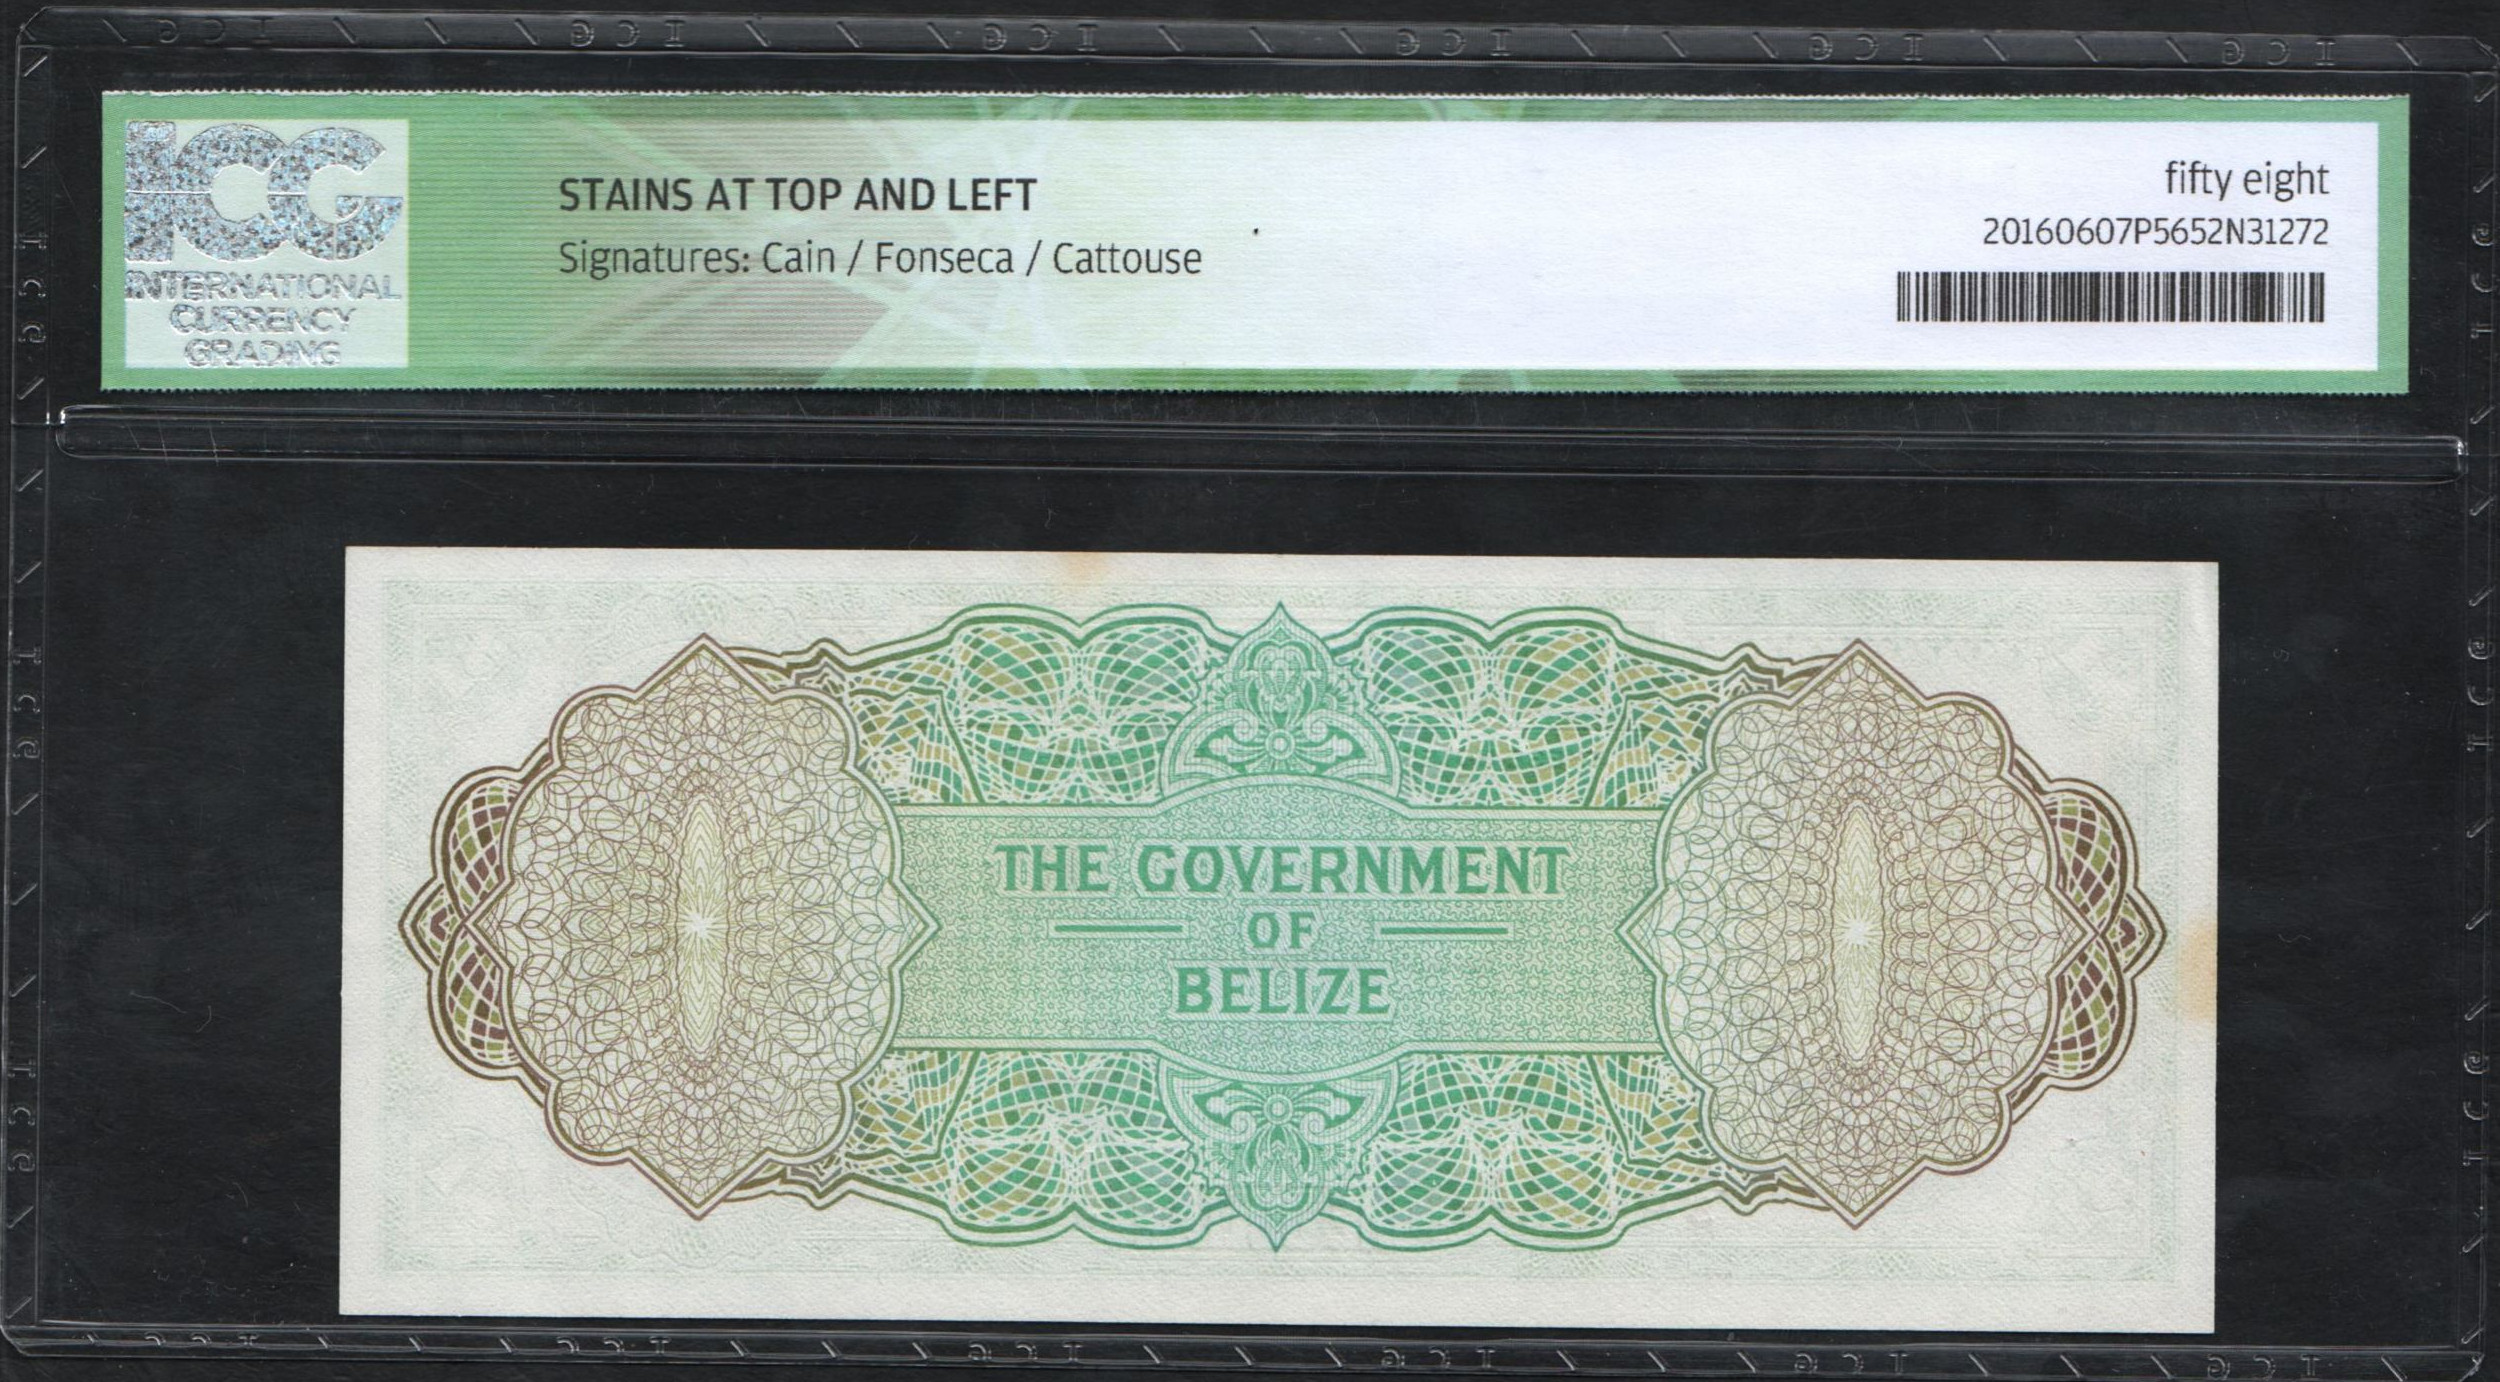 ICG
INTERNATIONAL
CURRENCY
GRADING
STAINS AT TOP AND LEFT
Signatures: Cain / Fonseca / Cattouse
fifty eight
20160607P5652N31272
THE GOVERNMENT
OF
BELIZE